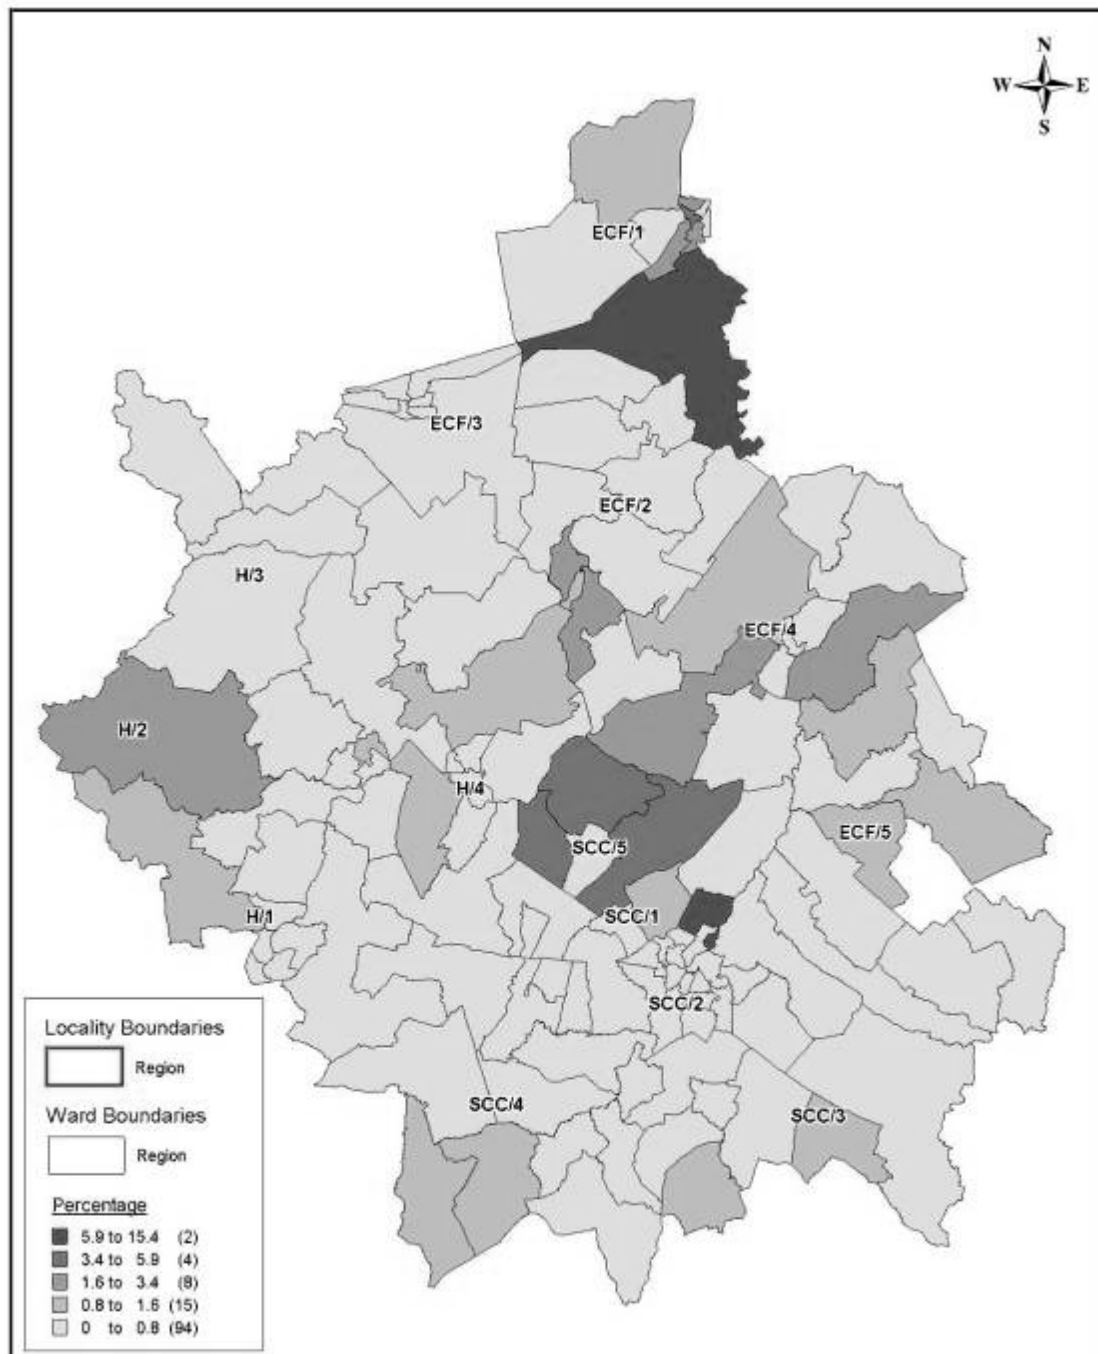 N
W E
S
ECF/1
ECF/3
ECF/2
H/3
ECF/4
H/2
H/4
ECF/5
SCC/5
H/1
SCC/1
SCC/2
SCC/4
SCC/3
Locality Boundaries
Region
Ward Boundaries
Region
Percentage
5.9 to 15.4 (2)
3.4 to 5.9 (4)
1.6 to 3.4 (8)
0.8 to 1.6 (15)
0 to 0.8 (94)